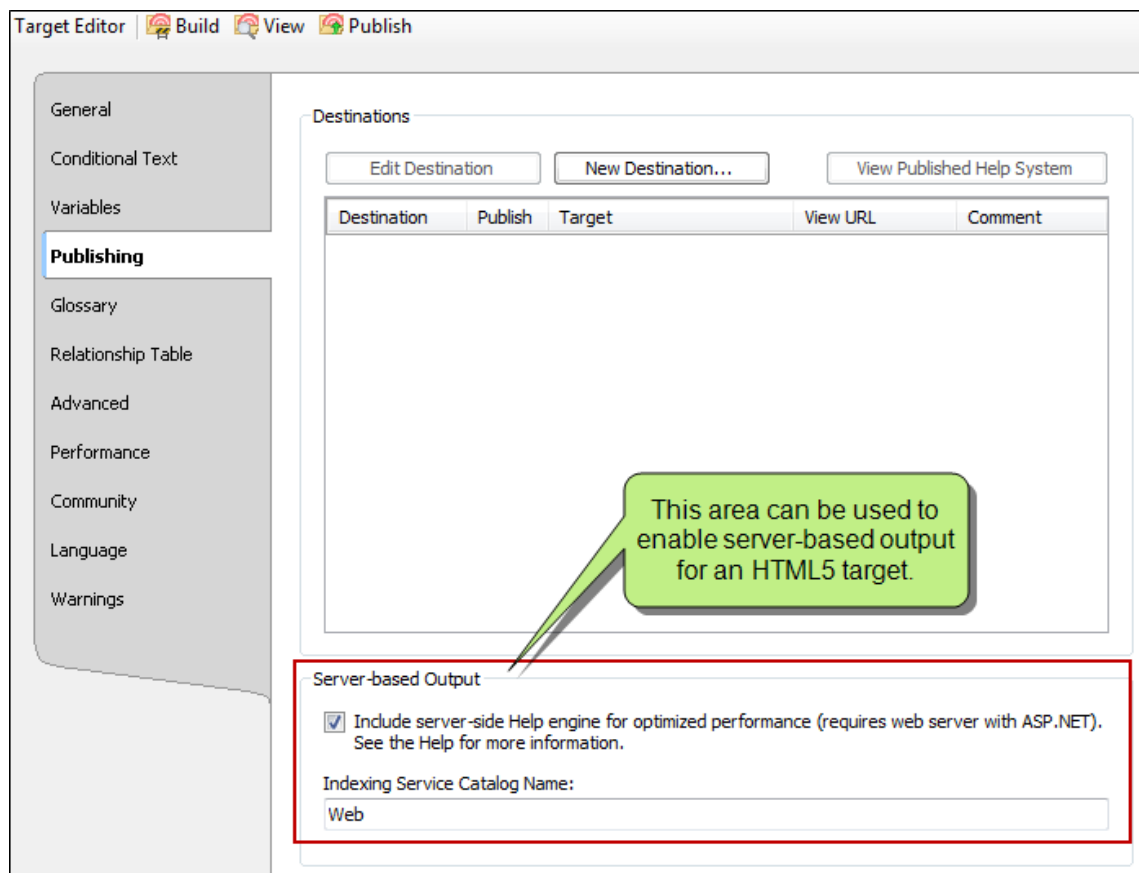 Target Editor Build View Publish
General
Conditional Text
Variables
Publishing
Glossary
Relationship Table
Advanced
Performance
Community
Language
Warnings
Destinations
Edit Destination New Destination... View Published Help System
Destination Publish Target View URL Comment
This area can be used to
enable server-based output
for an HTML5 target.
Server-based Output
Include server-side Help engine for optimized performance (requires web server with ASP.NET).
See the Help for more information.
Indexing Service Catalog Name:
Web